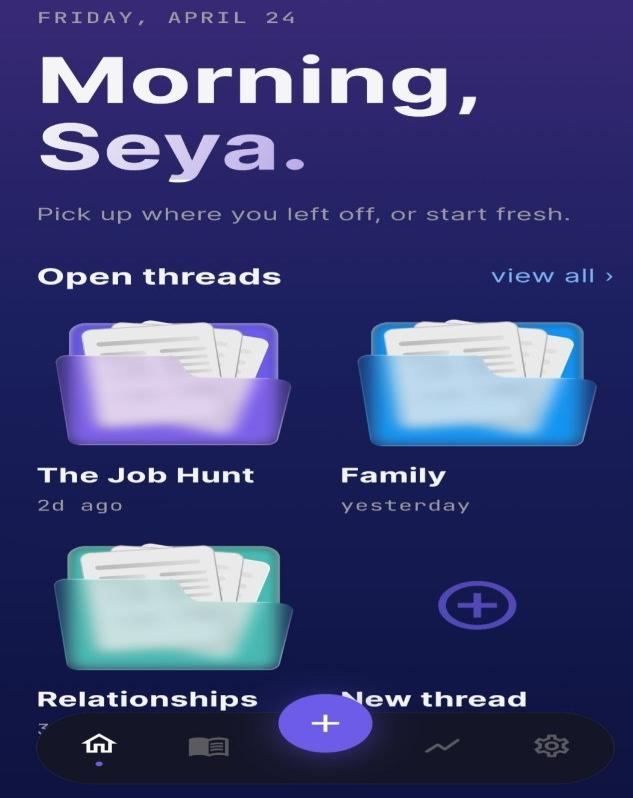 FRIDAY, APRIL 24
Morning,
Seya.
Pick up where you left off, or start fresh.
Open threads
view all ›
The Job Hunt
Family
2d ago
yesterday
Relationships
New thread